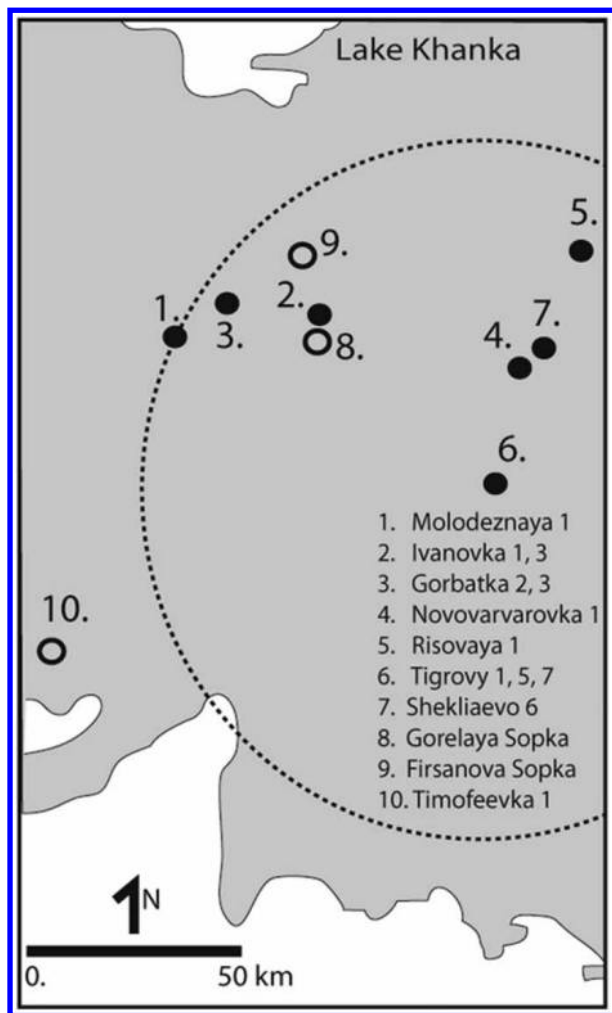 Lake Khanka
5.
9.
1.
2.
3.
8.
7.
4.
6.
10.
1. Molodeznaya 1
2. Ivanovka 1, 3
3. Gorbatka 2, 3
4. Novovarvarovka 1
5. Risovaya 1
6. Tigrovy 1, 5, 7
7. Shekliaevo 6
8. Gorelaya Sopka
9. Firsanova Sopka
10. Timofeevka 1
N
0. 50 km